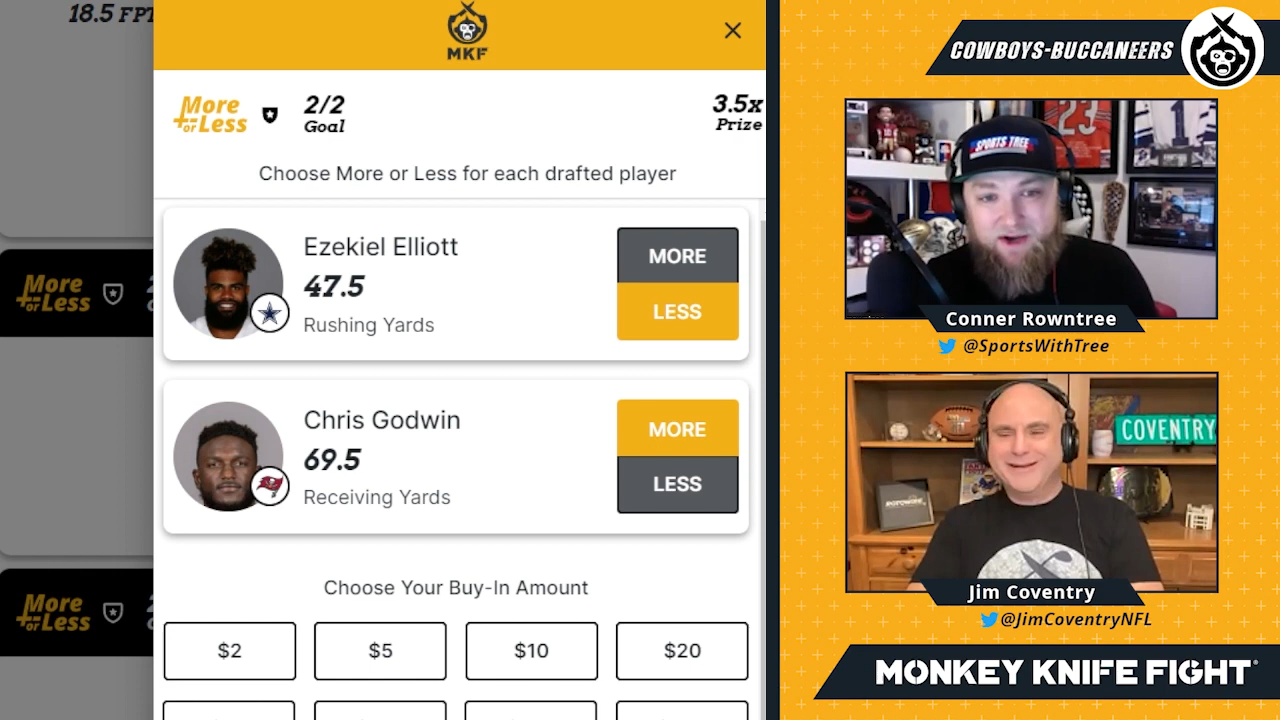 18.5 FPT
MKF
More
or Less
2/2
Goal
3.5x
Prize
Choose More or Less for each drafted player
Ezekiel Elliott
47.5
Rushing Yards
MORE
LESS
Chris Godwin
69.5
Receiving Yards
MORE
LESS
Choose Your Buy-In Amount
$2
$5
$10
$20
More
or Less
More
or Less
COWBOYS-BUCCANEERS
SPORTS TREE
23
1
Conner Rowntree
@SportsWithTree
COVENTRY
ROTOWIRE
Jim Coventry
@JimCoventryNFL
MONKEY KNIFE FIGHT